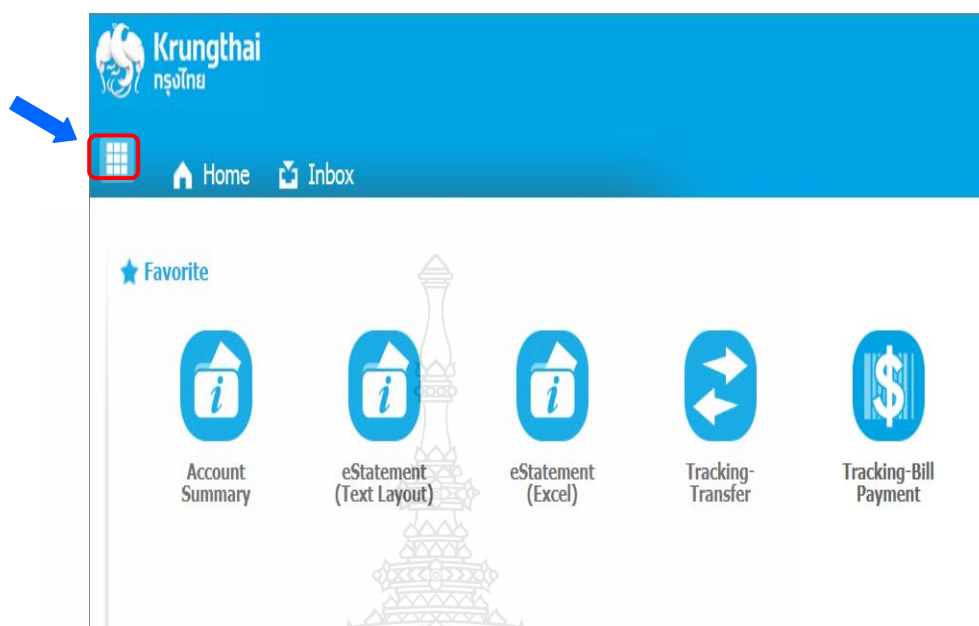 Krungthai
กรุงไทย
Home Inbox
Favorite
Account
Summary
eStatement
(Text Layout)
eStatement
(Excel)
Tracking-
Transfer
Tracking-Bill
Payment